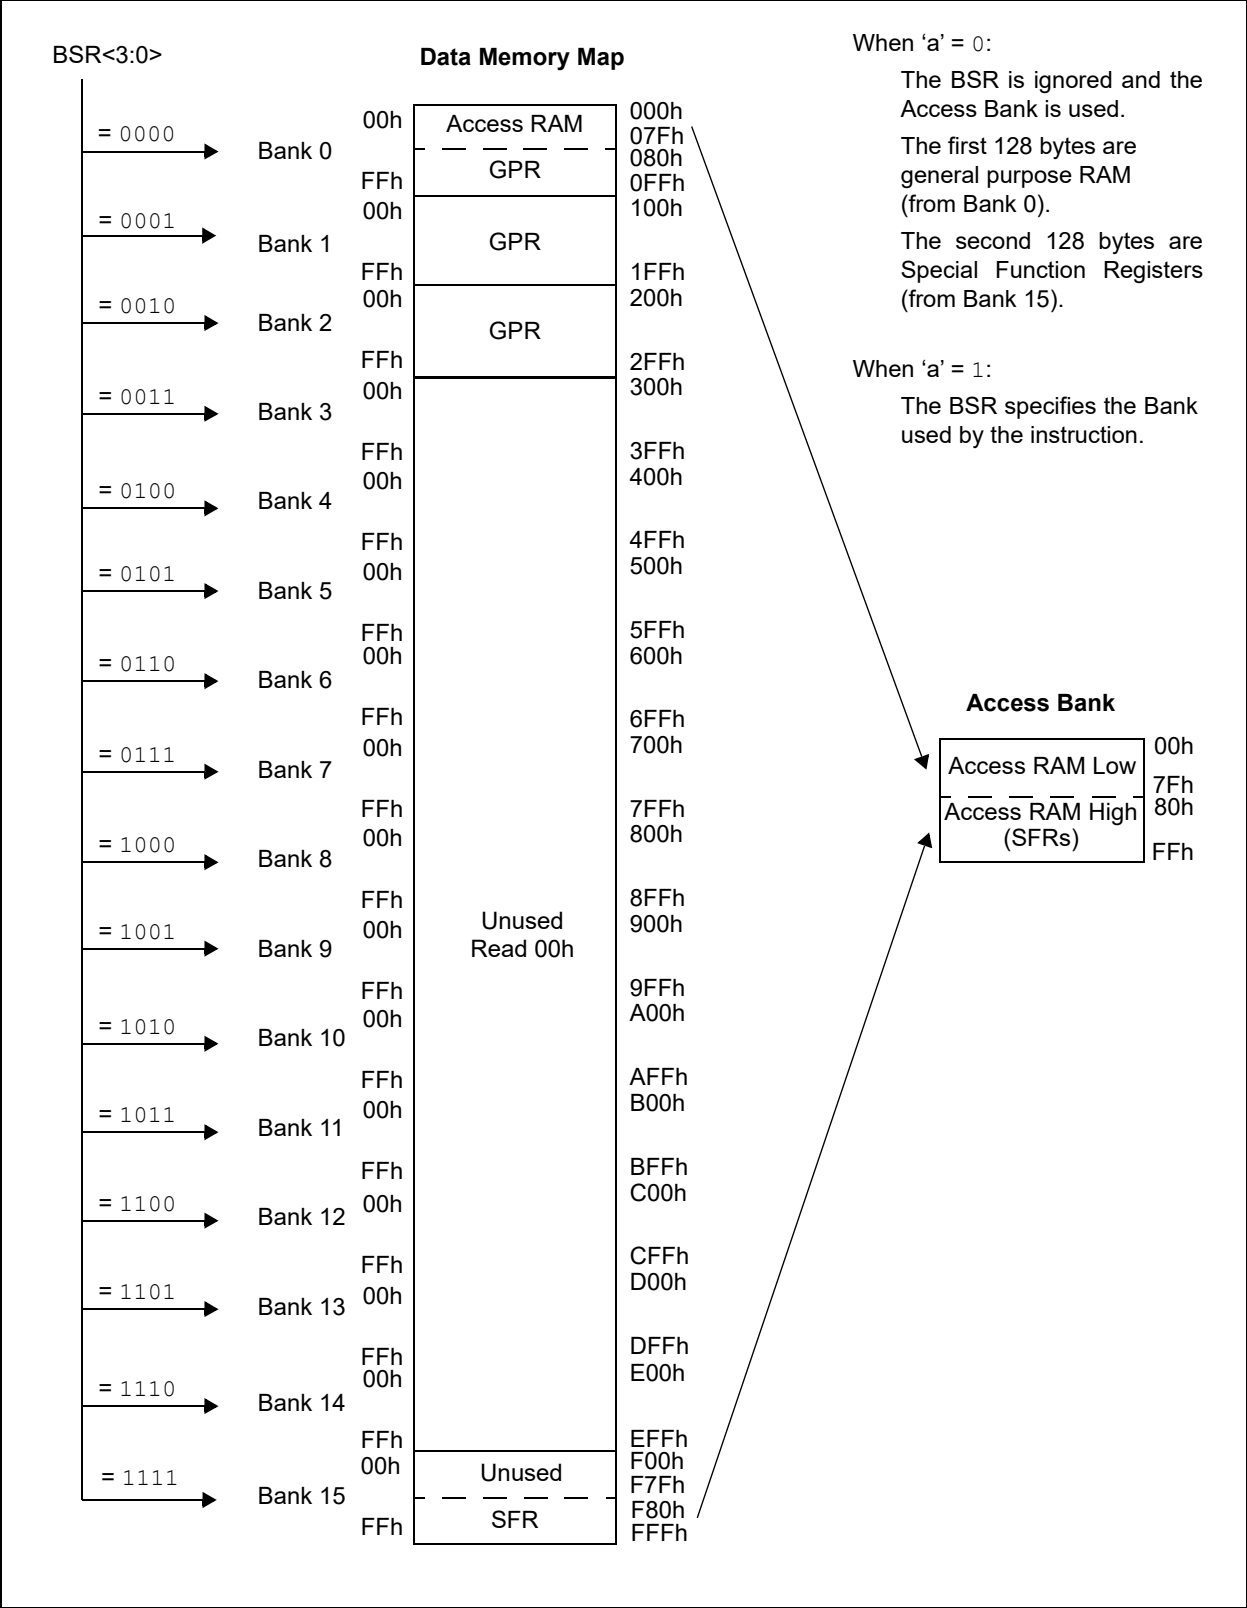 BSR<3:0>
Data Memory Map
When ‘a’ = 0:
The BSR is ignored and the
Access Bank is used.
The first 128 bytes are
general purpose RAM
(from Bank 0).
The second 128 bytes are
Special Function Registers
(from Bank 15).
When ‘a’ = 1:
The BSR specifies the Bank
used by the instruction.
= 0000
Bank 0
00h
Access RAM
000h
07Fh
080h
GPR
FFh
0FFh
= 0001
Bank 1
00h
100h
GPR
FFh
1FFh
= 0010
Bank 2
00h
200h
GPR
FFh
2FFh
= 0011
Bank 3
00h
300h
FFh
3FFh
= 0100
Bank 4
00h
400h
FFh
4FFh
= 0101
Bank 5
00h
500h
FFh
5FFh
= 0110
Bank 6
00h
600h
FFh
6FFh
= 0111
Bank 7
00h
700h
FFh
7FFh
= 1000
Bank 8
00h
800h
FFh
8FFh
= 1001
Bank 9
00h
900h
Unused
Read 00h
FFh
9FFh
= 1010
Bank 10
00h
A00h
FFh
AFFh
= 1011
Bank 11
00h
B00h
FFh
BFFh
= 1100
Bank 12
00h
C00h
FFh
CFFh
= 1101
Bank 13
00h
D00h
FFh
DFFh
= 1110
Bank 14
00h
E00h
FFh
EFFh
= 1111
Bank 15
00h
F00h
Unused
F7Fh
F80h
SFR
FFh
FFFh
Access Bank
Access RAM Low
00h
7Fh
Access RAM High
(SFRs)
80h
FFh